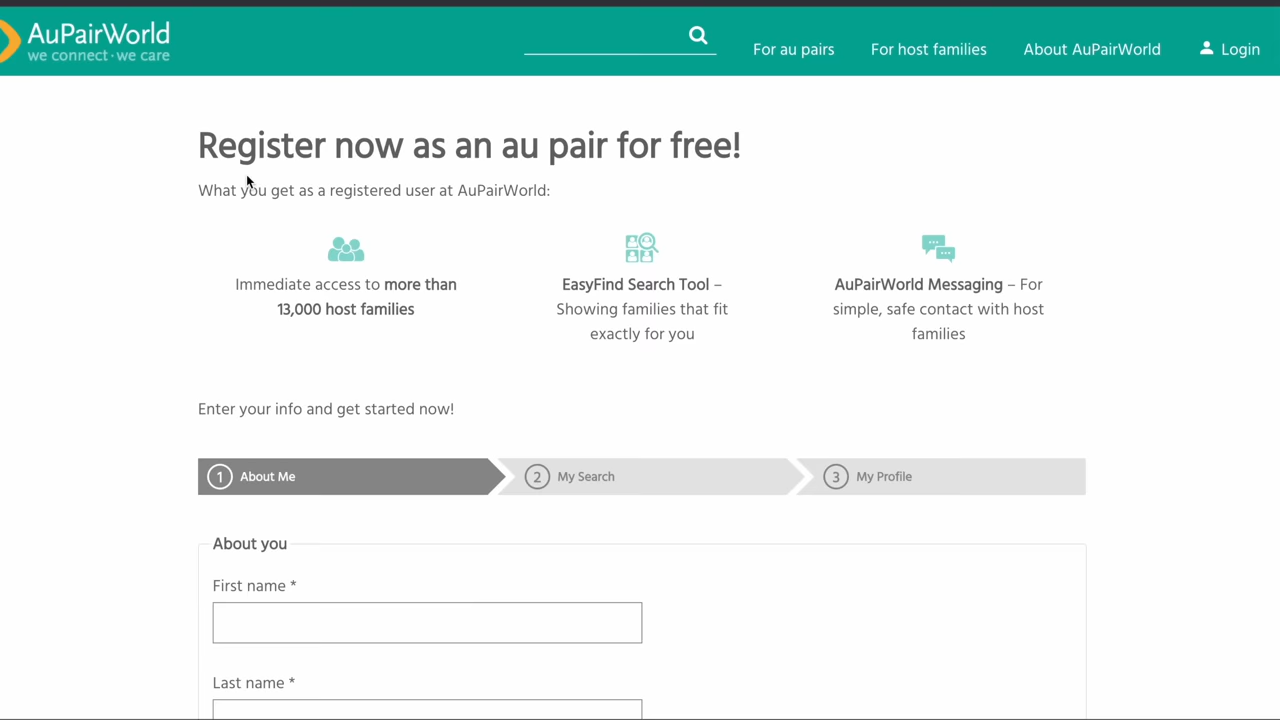 AuPairWorld
we connect · we care
For au pairs
For host families
About AuPairWorld
Login
Register now as an au pair for free!
What you get as a registered user at AuPairWorld:
Immediate access to more than
13,000 host families
EasyFind Search Tool –
Showing families that fit
exactly for you
AuPairWorld Messaging – For
simple, safe contact with host
families
Enter your info and get started now!
1 About Me
2 My Search
3 My Profile
About you
First name *
Last name *